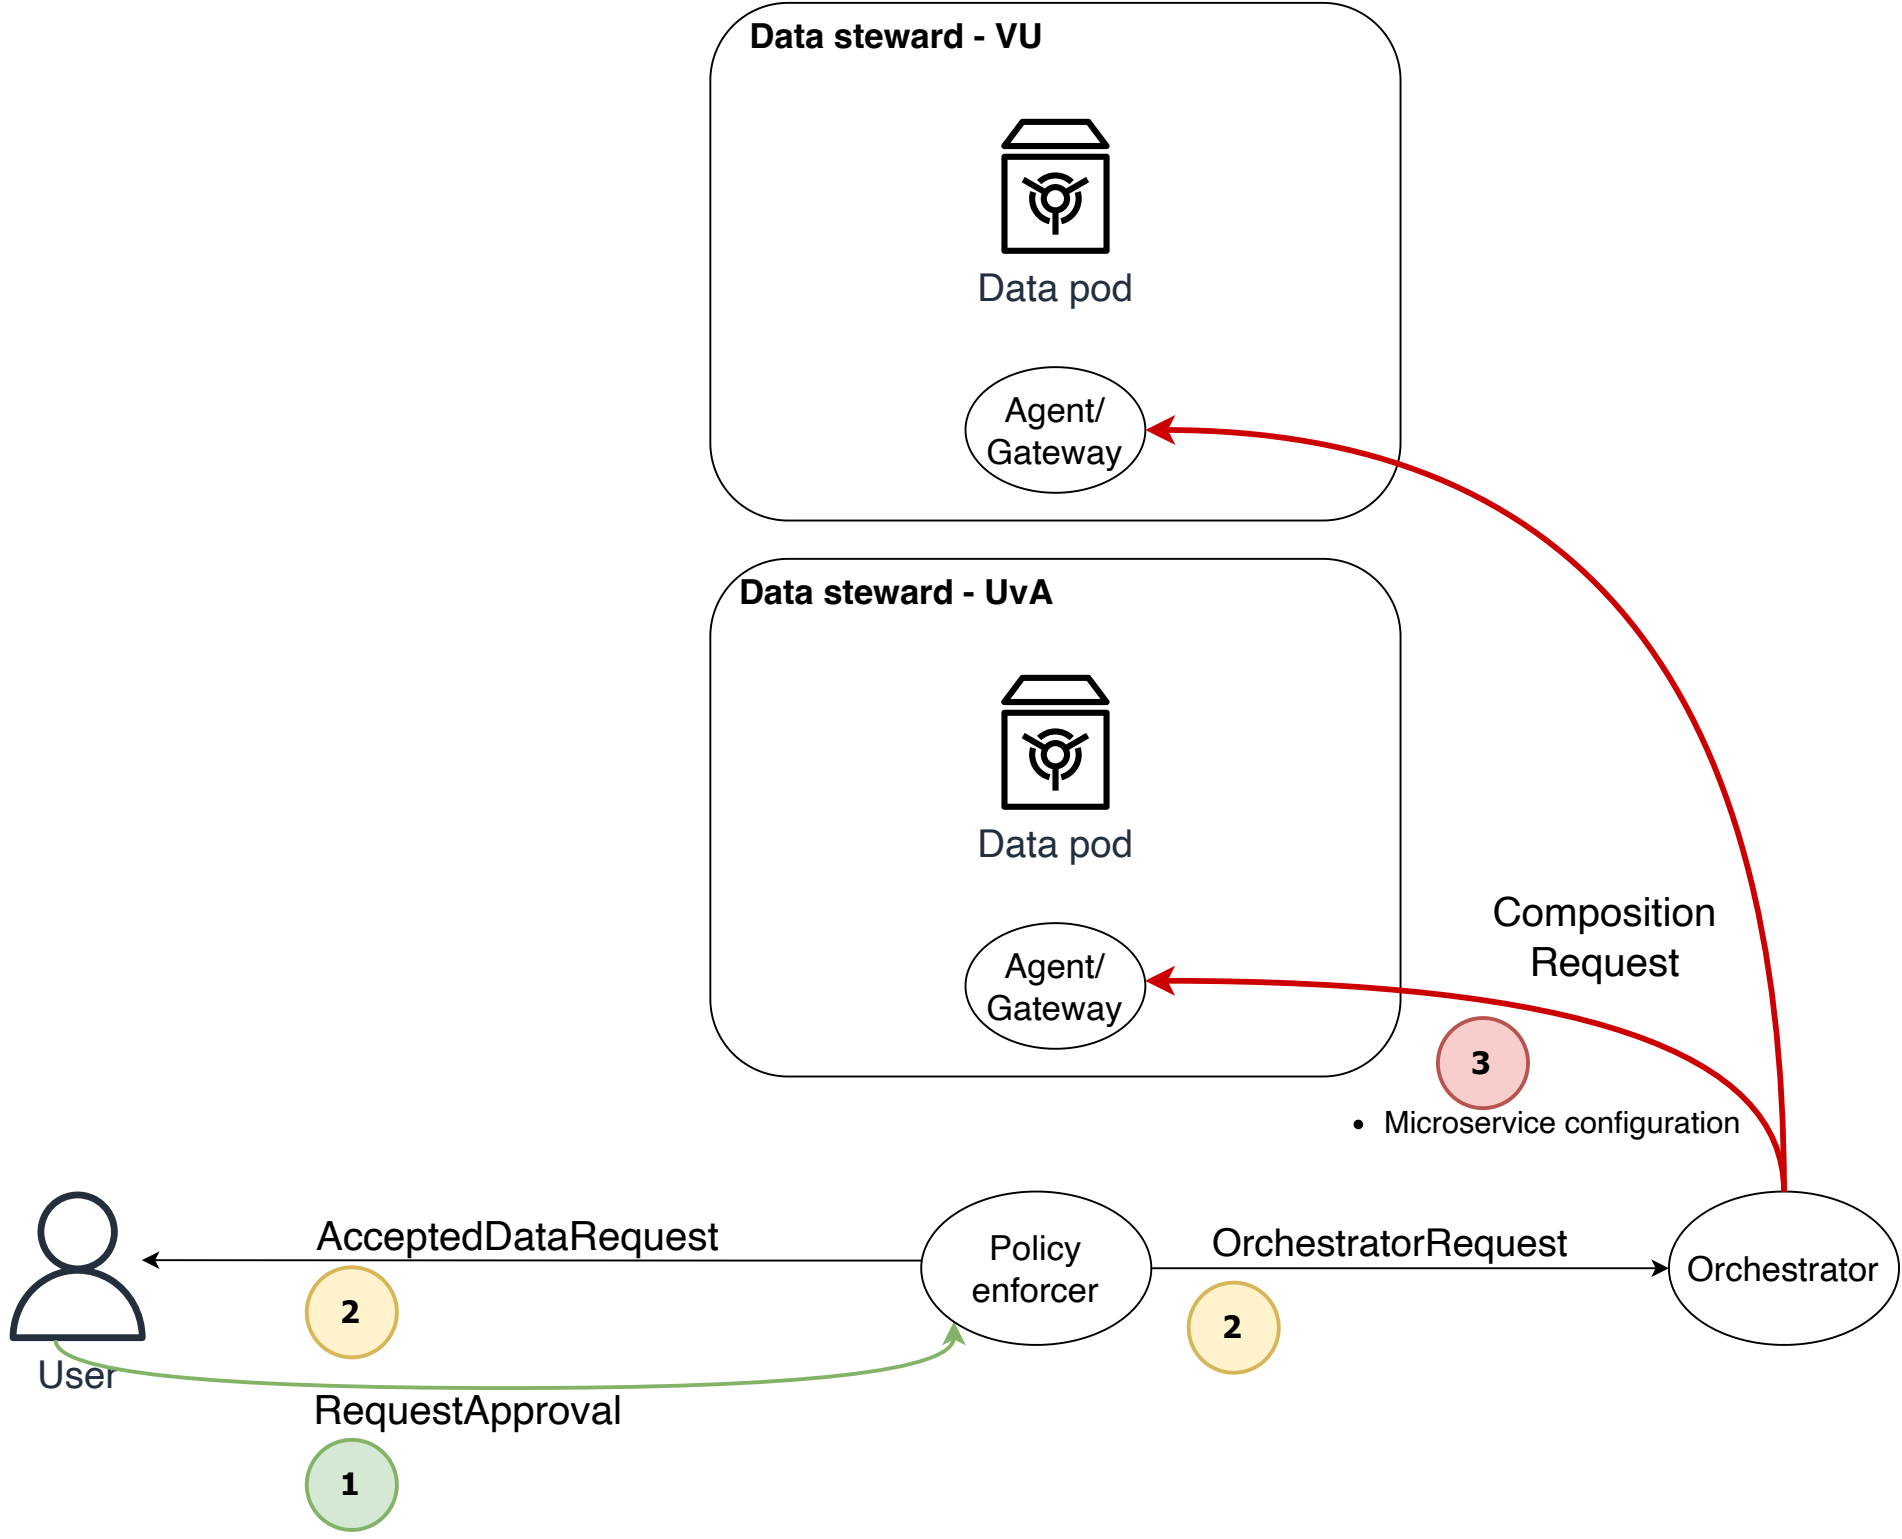 Data steward - VU
Data pod
Agent/
Gateway
Data steward - UvA
Data pod
Agent/
Gateway
Composition
Request
3
• Microservice configuration
AcceptedDataRequest
2
Policy
enforcer
OrchestratorRequest
2
Orchestrator
User
RequestApproval
1